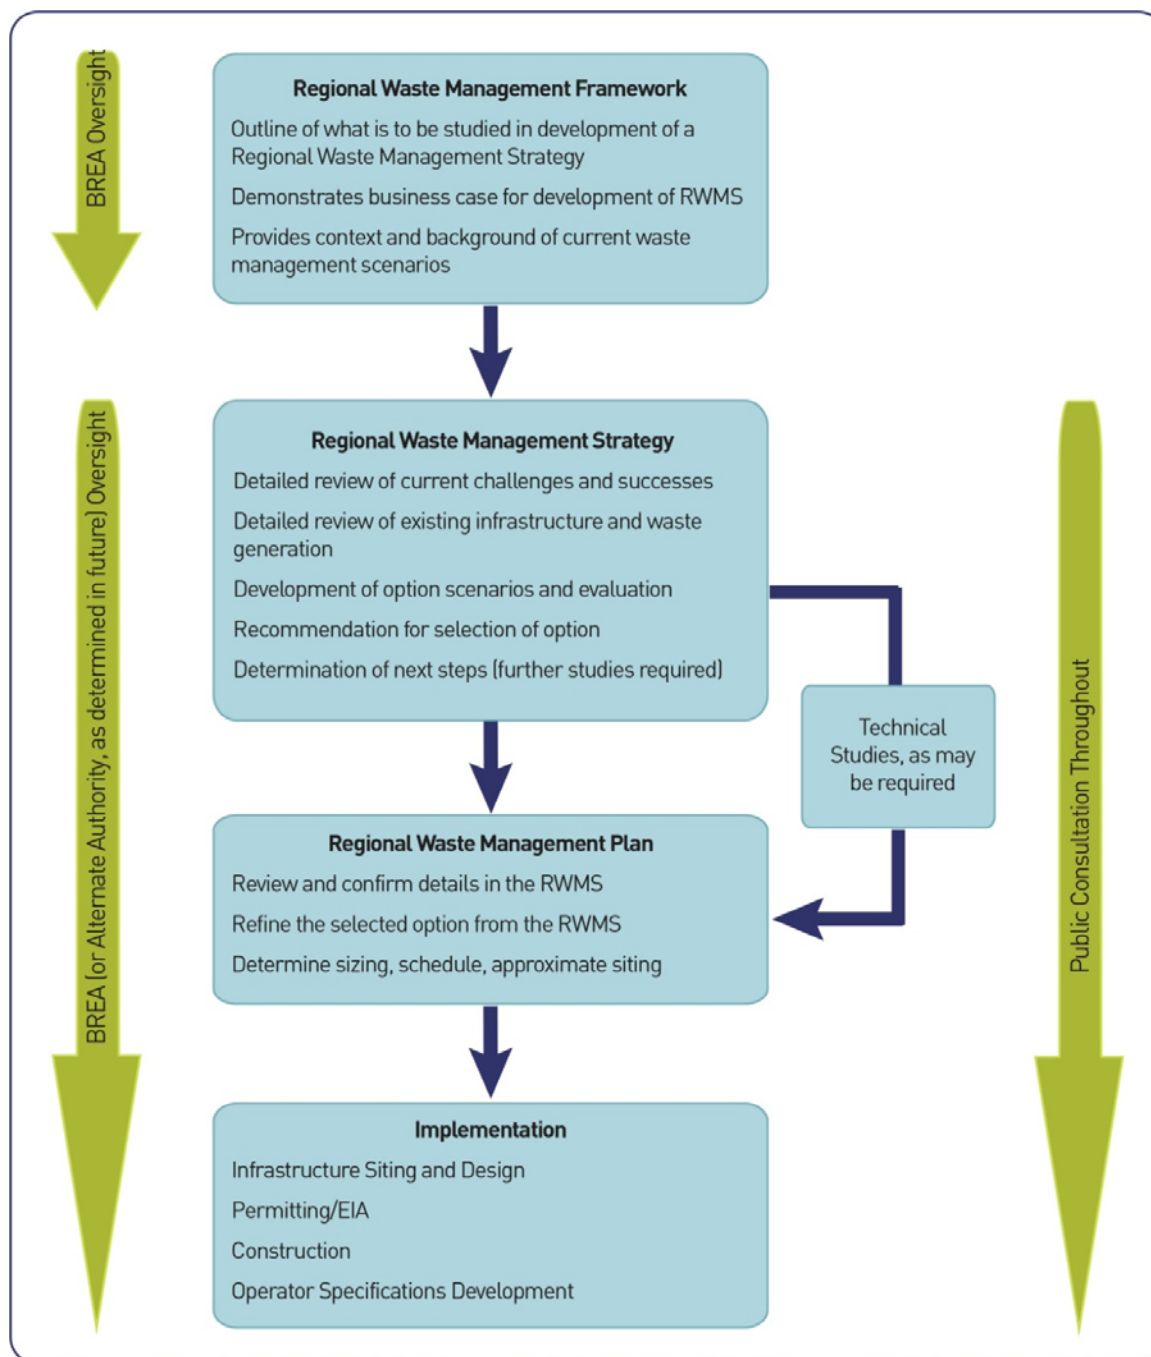 BREA Oversight
Regional Waste Management Framework
Outline of what is to be studied in development of a
Regional Waste Management Strategy
Demonstrates business case for development of RWMS
Provides context and background of current waste
management scenarios
BREA (or Alternate Authority, as determined in future) Oversight
Regional Waste Management Strategy
Detailed review of current challenges and successes
Detailed review of existing infrastructure and waste
generation
Development of option scenarios and evaluation
Recommendation for selection of option
Determination of next steps (further studies required)
Technical
Studies, as may
be required
Public Consultation Throughout
Regional Waste Management Plan
Review and confirm details in the RWMS
Refine the selected option from the RWMS
Determine sizing, schedule, approximate siting
Implementation
Infrastructure Siting and Design
Permitting/EIA
Construction
Operator Specifications Development